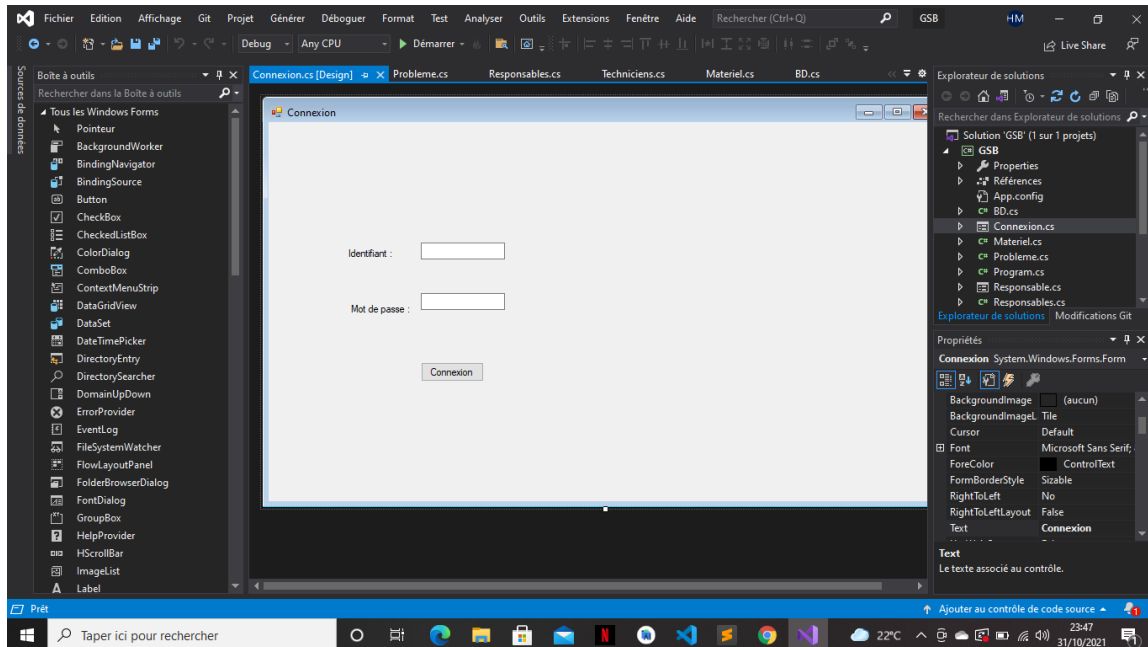 Fichier Edition Affichage Git Projet Générer Déboguer Format Test Analyser Outils Extensions Fenêtre Aide Rechercher (Ctrl+Q) GSB HM
Debug Any CPU Démarrer Live Share
Sources de données
Boîte à outils
Rechercher dans la Boîte à outils
Tous les Windows Forms
Pointeur
BackgroundWorker
BindingNavigator
BindingSource
Button
CheckBox
CheckedListBox
ColorDialog
ComboBox
ContextMenuStrip
DataGridView
DataSet
DateTimePicker
DirectoryEntry
DirectorySearcher
DomainUpDown
ErrorProvider
EventLog
FileSystemWatcher
FlowLayoutPanel
FolderBrowserDialog
FontDialog
GroupBox
HelpProvider
HScrollBar
ImageList
Label
Connexion.cs [Design] Probleme.cs Responsables.cs Techniciens.cs Materiel.cs BD.cs
Connexion
Identifiant :
Mot de passe :
Connexion
Explorateur de solutions
Rechercher dans Explorateur de solutions
Solution 'GSB' (1 sur 1 projets)
GSB
Properties
Références
App.config
BD.cs
Connexion.cs
Materiel.cs
Probleme.cs
Program.cs
Responsable.cs
Responsables.cs
Explorateur de solutions Modifications Git
Propriétés
Connexion System.Windows.Forms.Form
BackgroundImage (aucun)
BackgroundImageL Tile
Cursor Default
Font Microsoft Sans Serif;
ForeColor ControlText
FormBorderStyle Sizable
RightToLeft No
RightToLeftLayout False
Text Connexion
Text
Le texte associé au contrôle.
Prêt Ajouter au contrôle de code source 1
Taper ici pour rechercher 22°C 23:47
31/10/2021